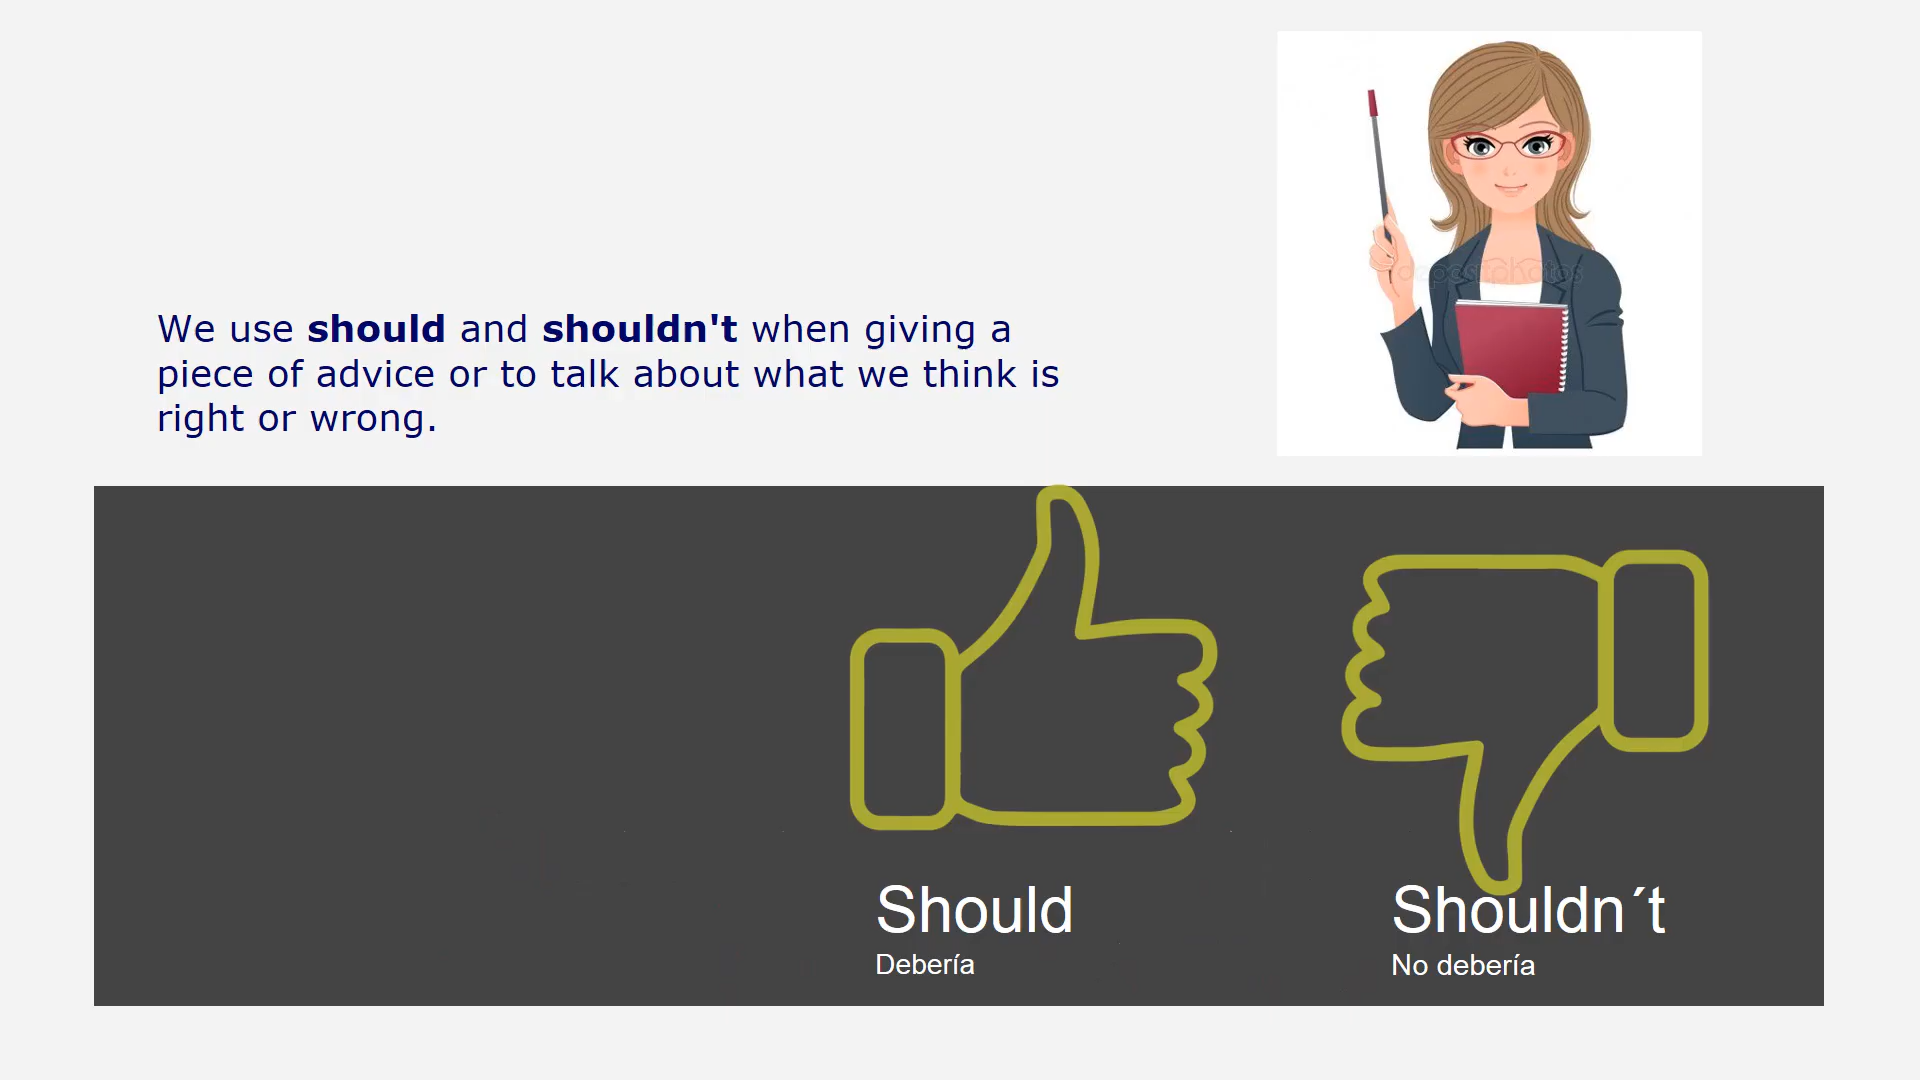 depositphotos
We use should and shouldn't when giving a
piece of advice or to talk about what we think is
right or wrong.
Should
Shouldn´t
Debería
No debería